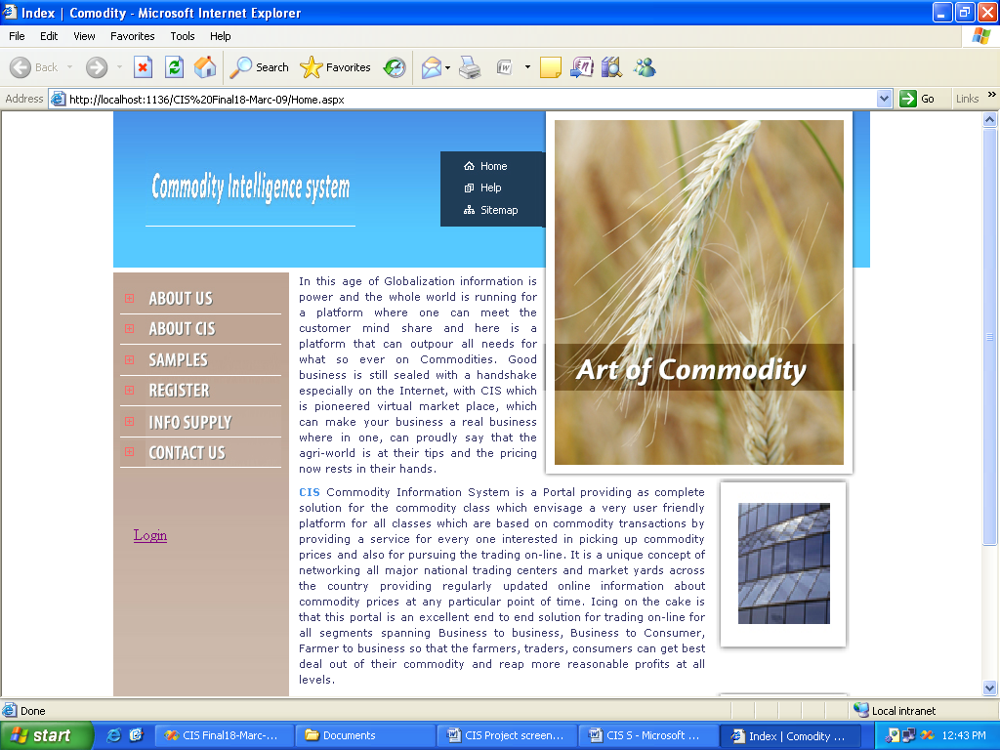 Index | Comodity - Microsoft Internet Explorer
File Edit View Favorites Tools Help
Back Search Favorites
Address http://localhost:1136/CIS%20Final18-Marc-09/Home.aspx Go Links »
Commodity Intelligence system
Home
Help
Sitemap
Art of Commodity
ABOUT US
ABOUT CIS
SAMPLES
REGISTER
INFO SUPPLY
CONTACT US
Login
In this age of Globalization information is
power and the whole world is running for
a platform where one can meet the
customer mind share and here is a
platform that can outpour all needs for
what so ever on Commodities. Good
business is still sealed with a handshake
especially on the Internet, with CIS which
is pioneered virtual market place, which
can make your business a real business
where in one, can proudly say that the
agri-world is at their tips and the pricing
now rests in their hands.
CIS Commodity Information System is a Portal providing as complete
solution for the commodity class which envisage a very user friendly
platform for all classes which are based on commodity transactions by
providing a service for every one interested in picking up commodity
prices and also for pursuing the trading on-line. It is a unique concept of
networking all major national trading centers and market yards across
the country providing regularly updated online information about
commodity prices at any particular point of time. Icing on the cake is
that this portal is an excellent end to end solution for trading on-line for
all segments spanning Business to business, Business to Consumer,
Farmer to business so that the farmers, traders, consumers can get best
deal out of their commodity and reap more reasonable profits at all
levels.
Done Local intranet
start CIS Final18-Marc-... Documents CIS Project screen... CIS S - Microsoft ... Index | Comodity ... 12:43 PM